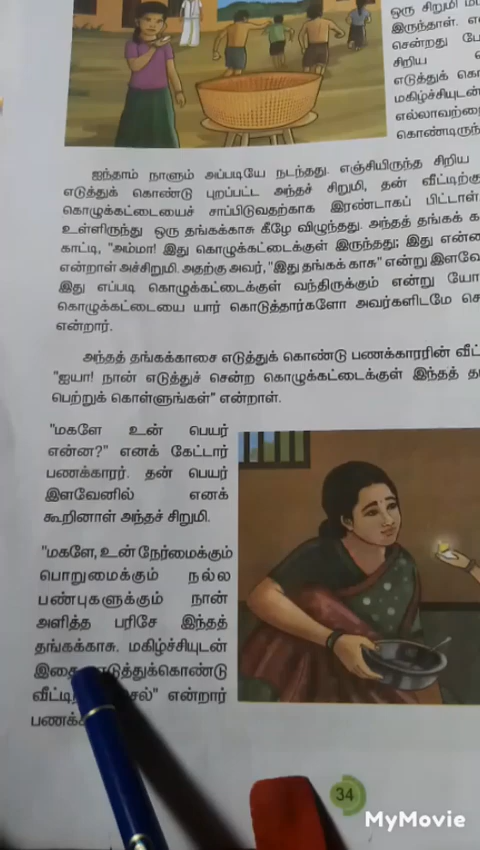 ஒரு சிறுமி
இருந்தாள்.
சென்றது
சிறிய
எடுத்துக்
மகிழ்ச்சியுடன்
எல்லாவற்றை
கொண்டிருந்
ஐந்தாம் நாளும் அப்படியே நடந்தது. எஞ்சியிருந்த சிறிய
எடுத்துக் கொண்டு புறப்பட்ட அந்தச் சிறுமி, தன் வீட்டிற்கு
கொழுக்கட்டையைச் சாப்பிடுவதற்காக இரண்டாகப் பிட்டாள்
உள்ளிருந்து ஒரு தங்கக்காசு கீழே விழுந்தது. அந்தத் தங்கக்
காட்டி, "அம்மா! இது கொழுக்கட்டைக்குள் இருந்தது; இது என்ன
என்றாள் அச்சிறுமி. அதற்கு அவர், "இது தங்கக் காசு" என்று
இது எப்படி கொழுக்கட்டைக்குள் வந்திருக்கும் என்று
கொழுக்கட்டையை யார் கொடுத்தார்களோ அவர்களிடமே
என்றார்.
அந்தத் தங்கக்காசை எடுத்துக் கொண்டு பணக்காரரின்
"ஐயா! நான் எடுத்துச் சென்ற கொழுக்கட்டைக்குள் இந்தத்
பெற்றுக் கொள்ளுங்கள்" என்றாள்.
"மகளே உன் பெயர்
என்ன?" எனக் கேட்டார்
பணக்காரர். தன் பெயர்
இளவேனில் எனக்
கூறினாள் அந்தச் சிறுமி.
"மகளே, உன் நேர்மைக்கும்
பொறுமைக்கும் நல்ல
பண்புகளுக்கும் நான்
அளித்த பரிசே இந்தத்
தங்கக்காசு. மகிழ்ச்சியுடன்
இதை எடுத்துக்கொண்டு
என்றார்
34
MyMovie